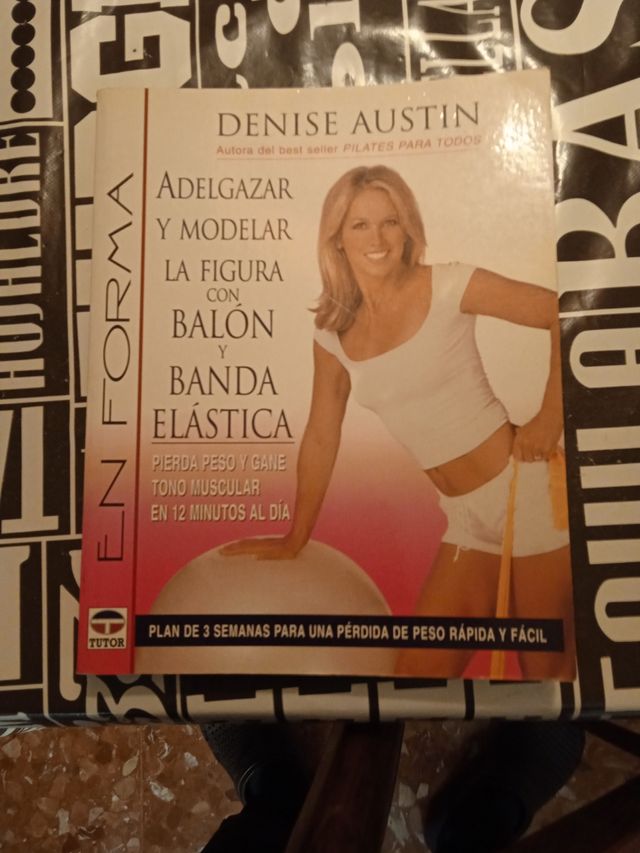 DENISE AUSTIN
Autora del best seller PILATES PARA TODOS
ADELGAZAR
Y MODELAR
LA FIGURA
CON
BALÓN
Y
BANDA
ELÁSTICA
PIERDA PESO Y GANE
TONO MUSCULAR
EN 12 MINUTOS AL DÍA
EN FORMA
TUTOR
PLAN DE 3 SEMANAS PARA UNA PÉRDIDA DE PESO RÁPIDA Y FÁCIL
HOJALDRE